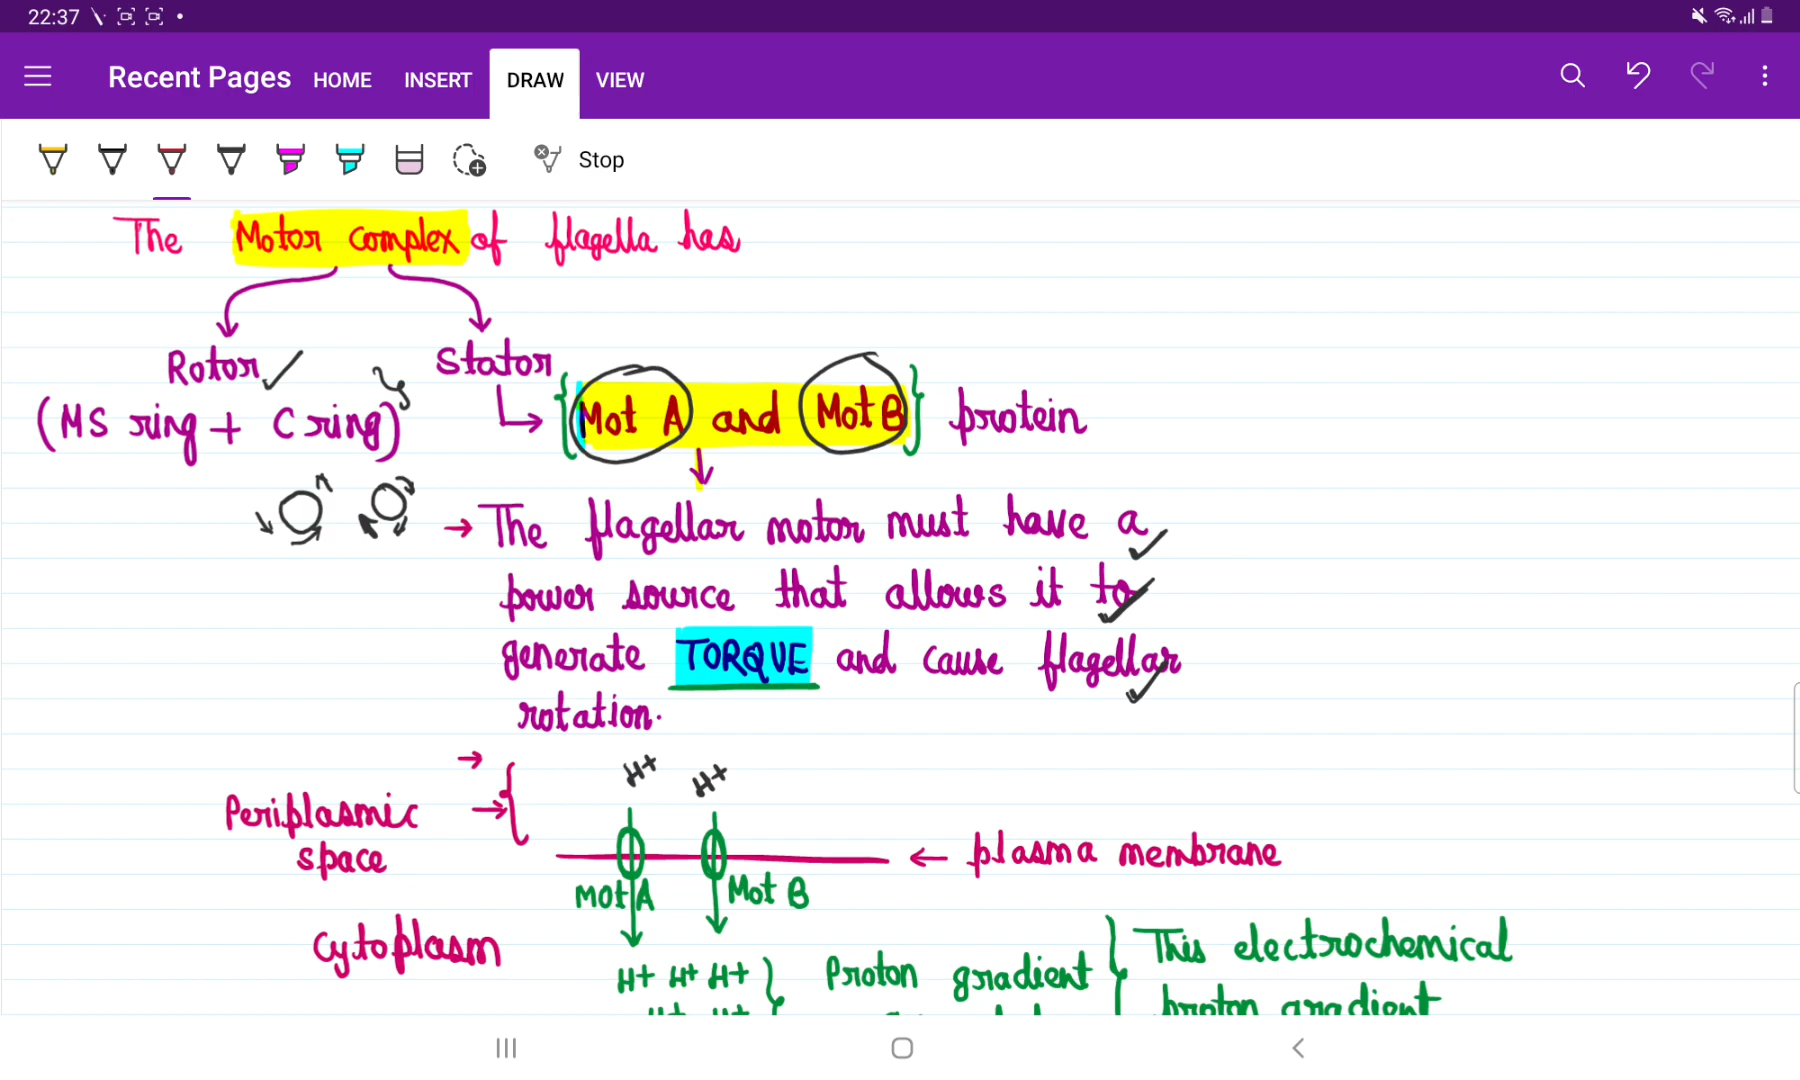 22:37
Recent Pages HOME INSERT DRAW VIEW
Stop
The Motor complex of flagella has
Rotor Stator
(MS ring + C ring)
{Mot A and Mot B} protein
→ The flagellar motor must have a
power source that allows it to
generate TORQUE and cause flagellar
rotation.
H+ H+
Periplasmic
space
← plasma membrane
Mot A Mot B
Cytoplasm
H+ H+ H+ } Proton gradient } This electrochemical
H+ H+
proton gradient